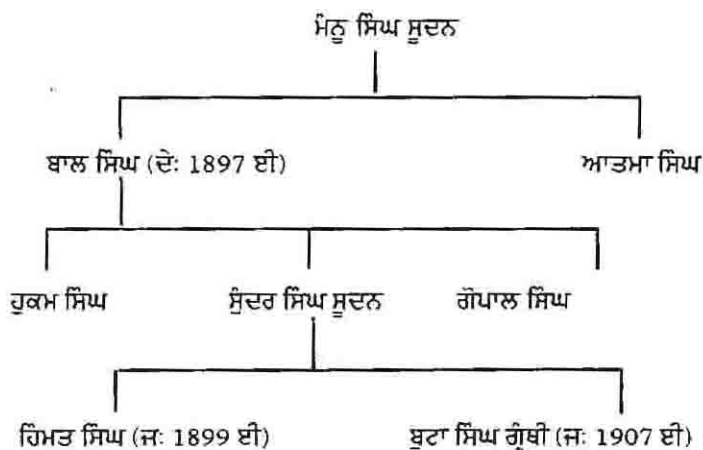 ਮੰਨੂ ਸਿੰਘ ਸੂਦਨ
ਬਾਲ ਸਿੰਘ (ਦੇ: 1897 ਈ) ਆਤਮਾ ਸਿੰਘ
ਹੁਕਮ ਸਿੰਘ ਸੁੰਦਰ ਸਿੰਘ ਸੂਦਨ ਗੋਪਾਲ ਸਿੰਘ
ਹਿੰਮਤ ਸਿੰਘ (ਜ: 1899 ਈ) ਬੂਟਾ ਸਿੰਘ ਗ੍ਰੰਥੀ (ਜ: 1907 ਈ)